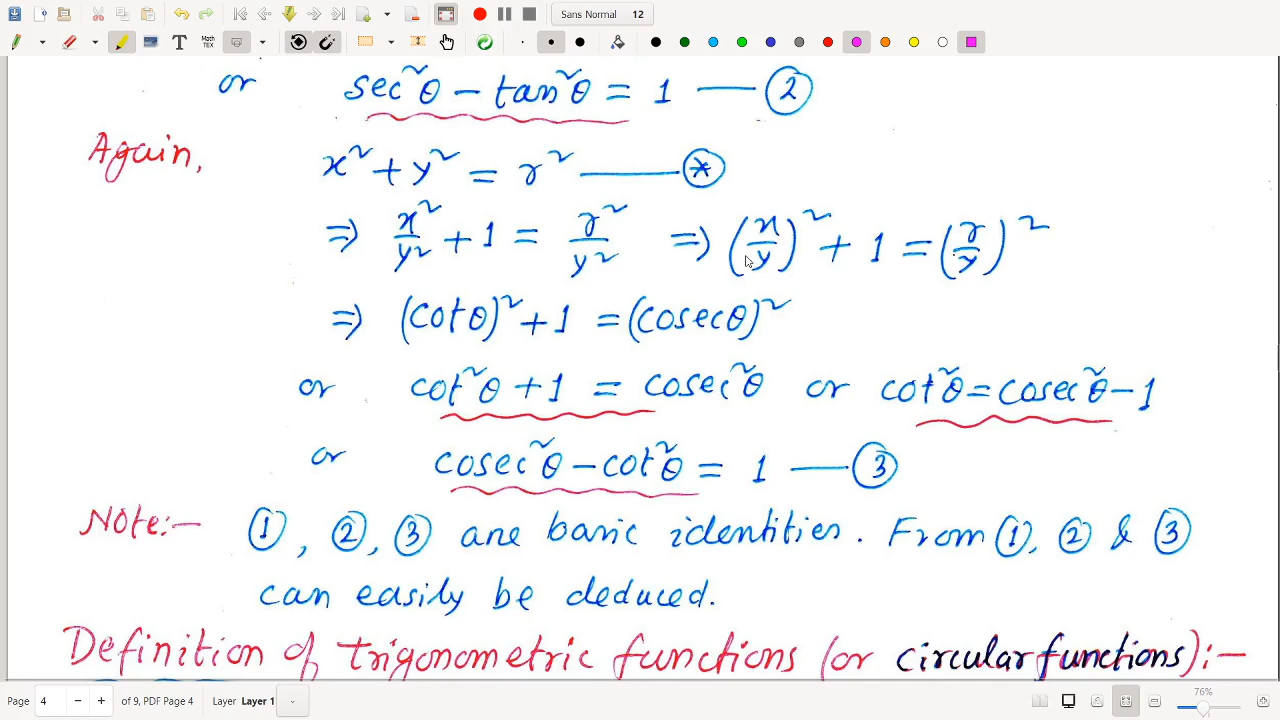 Sans Normal 12
or sec²θ − tan²θ = 1 —— ②
Again,
x² + y² = r² —— ⊛
⇒ x²/y² + 1 = r²/y² ⇒ (x/y)² + 1 = (r/y)²
⇒ (cotθ)² + 1 = (cosecθ)²
or cot²θ + 1 = cosec²θ or cot²θ = cosec²θ − 1
or cosec²θ − cot²θ = 1 —— ③
Note:− ①, ②, ③ are basic identities. From ①, ② & ③
can easily be deduced.
Definition of trigonometric functions (or circular functions):−
Page 4 − + of 9, PDF Page 4 Layer Layer 1 76%